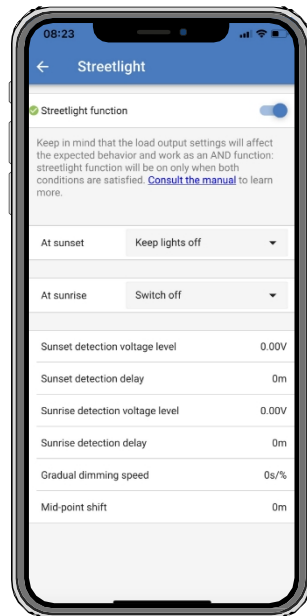 08:23
Streetlight
Streetlight function
Keep in mind that the load output settings will affect
the expected behavior and work as an AND function:
streetlight function will be on only when both
conditions are satisfied. Consult the manual to learn
more.
At sunset Keep lights off
At sunrise Switch off
Sunset detection voltage level 0.00V
Sunset detection delay 0m
Sunrise detection voltage level 0.00V
Sunrise detection delay 0m
Gradual dimming speed 0s/%
Mid-point shift 0m